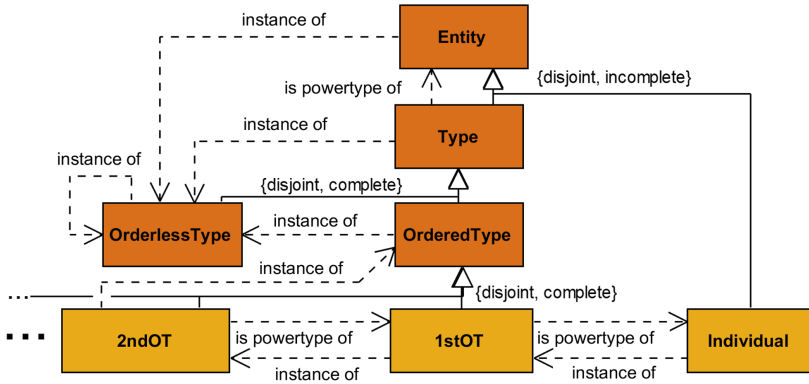 instance of
Entity
{disjoint, incomplete}
is powertype of
instance of
Type
instance of
{disjoint, complete}
OrderlessType
instance of
OrderedType
instance of
...
{disjoint, complete}
...
2ndOT
is powertype of
1stOT
is powertype of
Individual
instance of
instance of